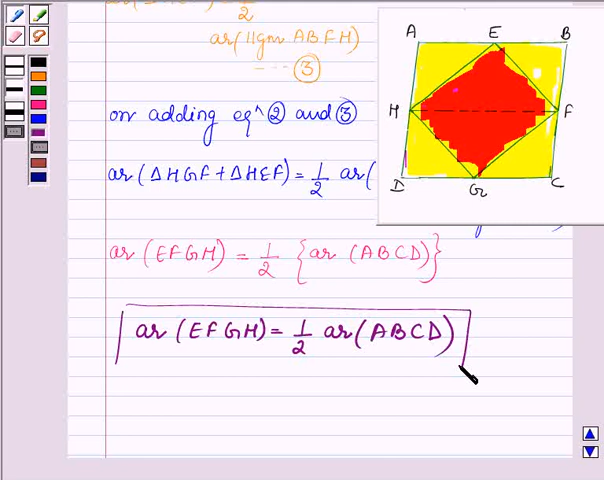 2
ar(llgm ABFH)
---- ③
on adding eqⁿ ② and ③
ar(ΔHGF+ΔHEF)=1/2 ar(
ar(EFGH) = 1/2 {ar (ABCD)}
ar(EFGH)=1/2 ar(ABCD)
A E B
H F
D G C